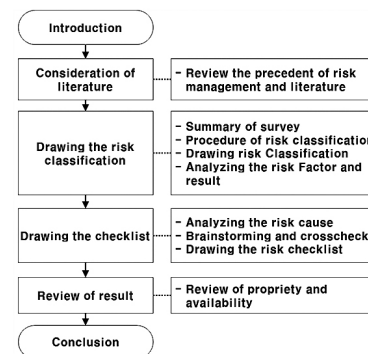 Introduction
Consideration of
literature
- Review the precedent of risk
management and literature
Drawing the risk
classification
- Summary of survey
- Procedure of risk classification
- Drawing risk Classification
- Analyzing the risk Factor and
result
Drawing the checklist
- Analyzing the risk cause
- Brainstorming and crosscheck
- Drawing the risk checklist
Review of result
- Review of propriety and
availability
Conclusion